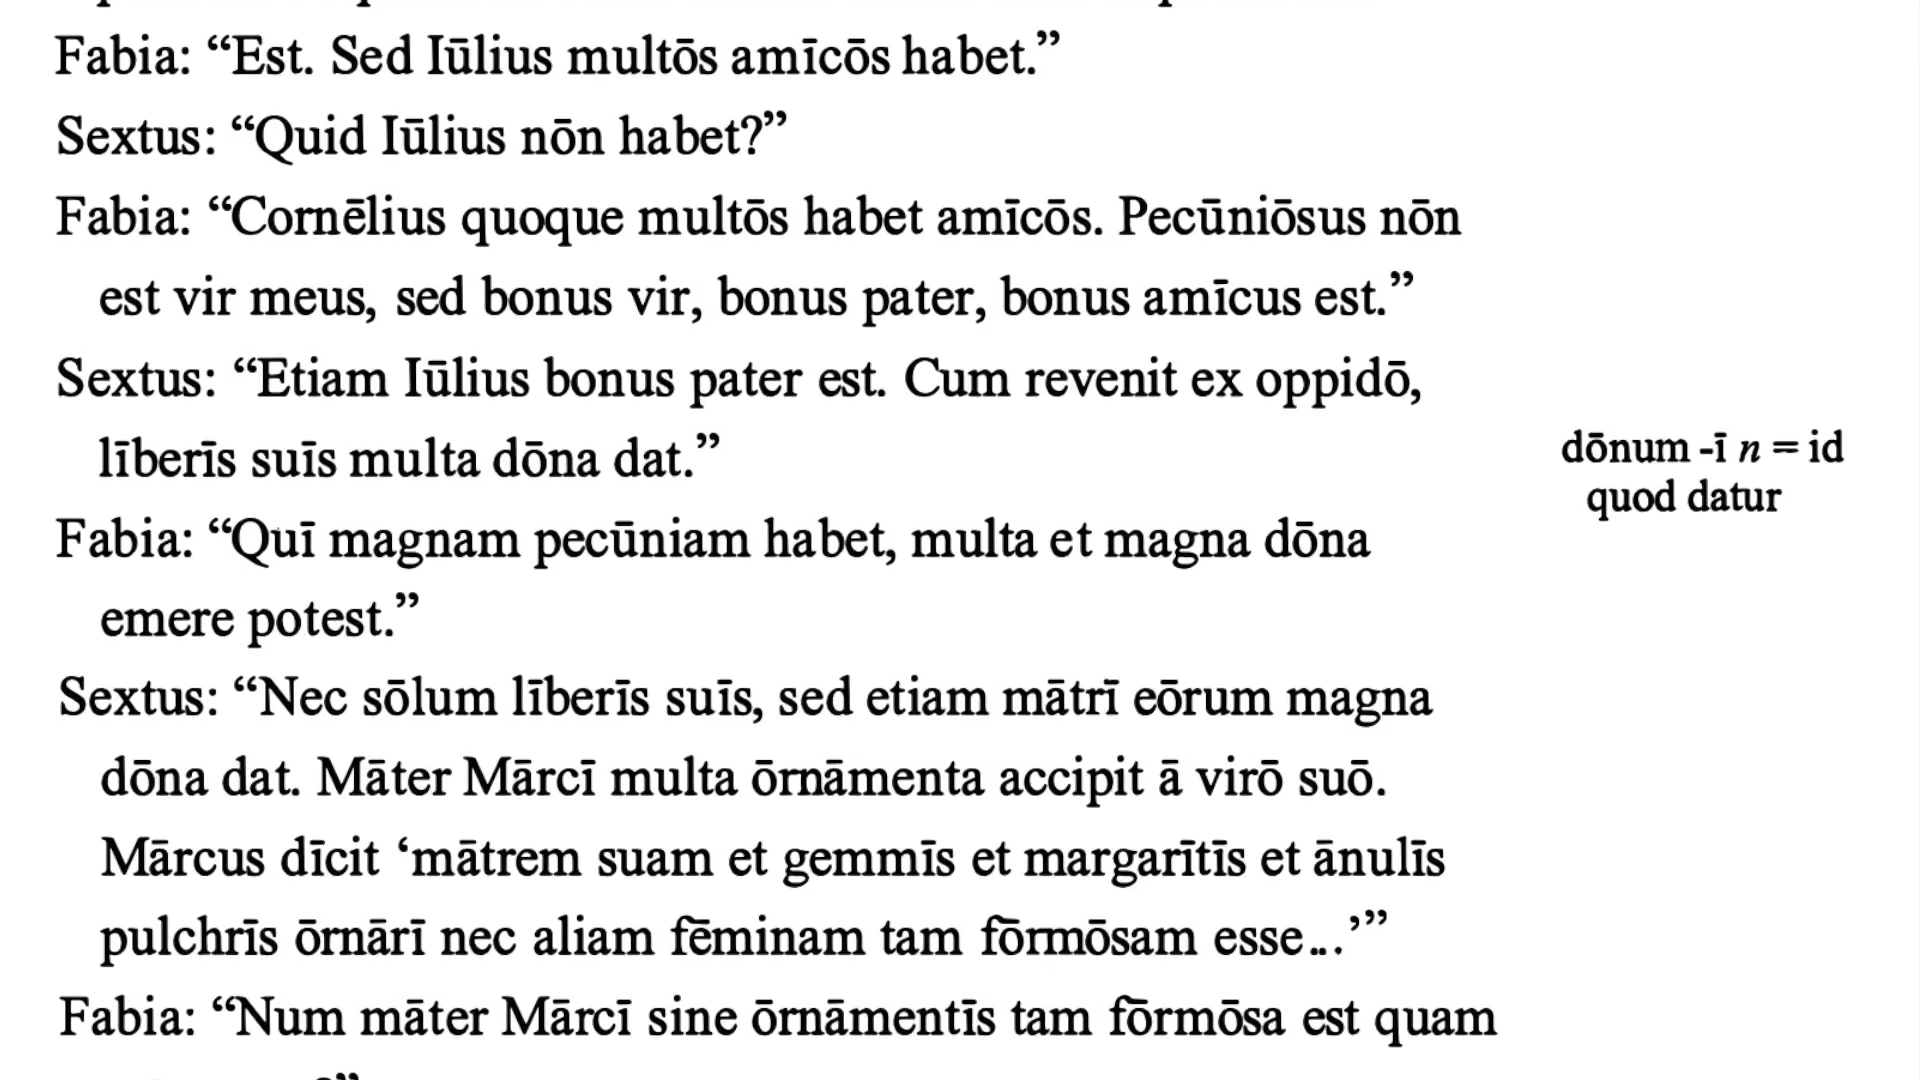 Fabia: “Est. Sed Iūlius multōs amīcōs habet.”
Sextus: “Quid Iūlius nōn habet?”
Fabia: “Cornēlius quoque multōs habet amīcōs. Pecūniōsus nōn
est vir meus, sed bonus vir, bonus pater, bonus amīcus est.”
Sextus: “Etiam Iūlius bonus pater est. Cum revenit ex oppidō,
līberīs suīs multa dōna dat.”
dōnum -ī n = id
quod datur
Fabia: “Quī magnam pecūniam habet, multa et magna dōna
emere potest.”
Sextus: “Nec sōlum līberīs suīs, sed etiam mātrī eōrum magna
dōna dat. Māter Mārcī multa ōrnāmenta accipit ā virō suō.
Mārcus dīcit ‘mātrem suam et gemmīs et margarītīs et ānulīs
pulchrīs ōrnārī nec aliam fēminam tam fōrmōsam esse...’”
Fabia: “Num māter Mārcī sine ōrnāmentīs tam fōrmōsa est quam